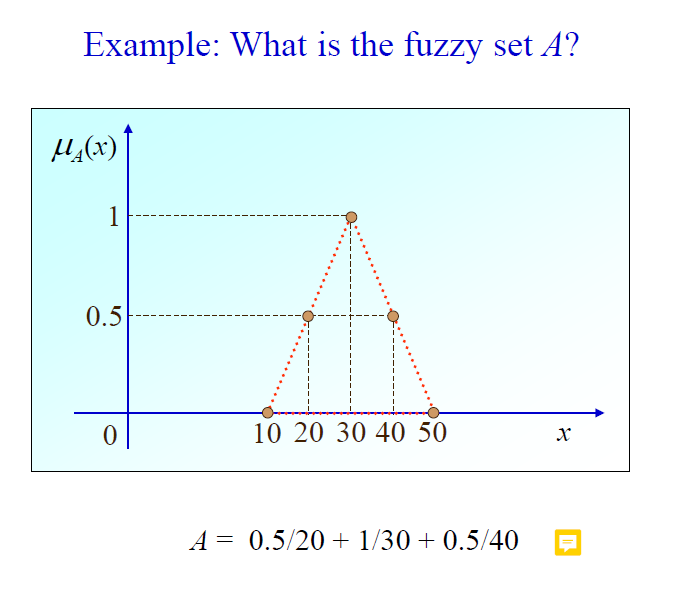 Example: What is the fuzzy set A?
μA(x)
1
0.5
0
10 20 30 40 50
x
A = 0.5/20 + 1/30 + 0.5/40